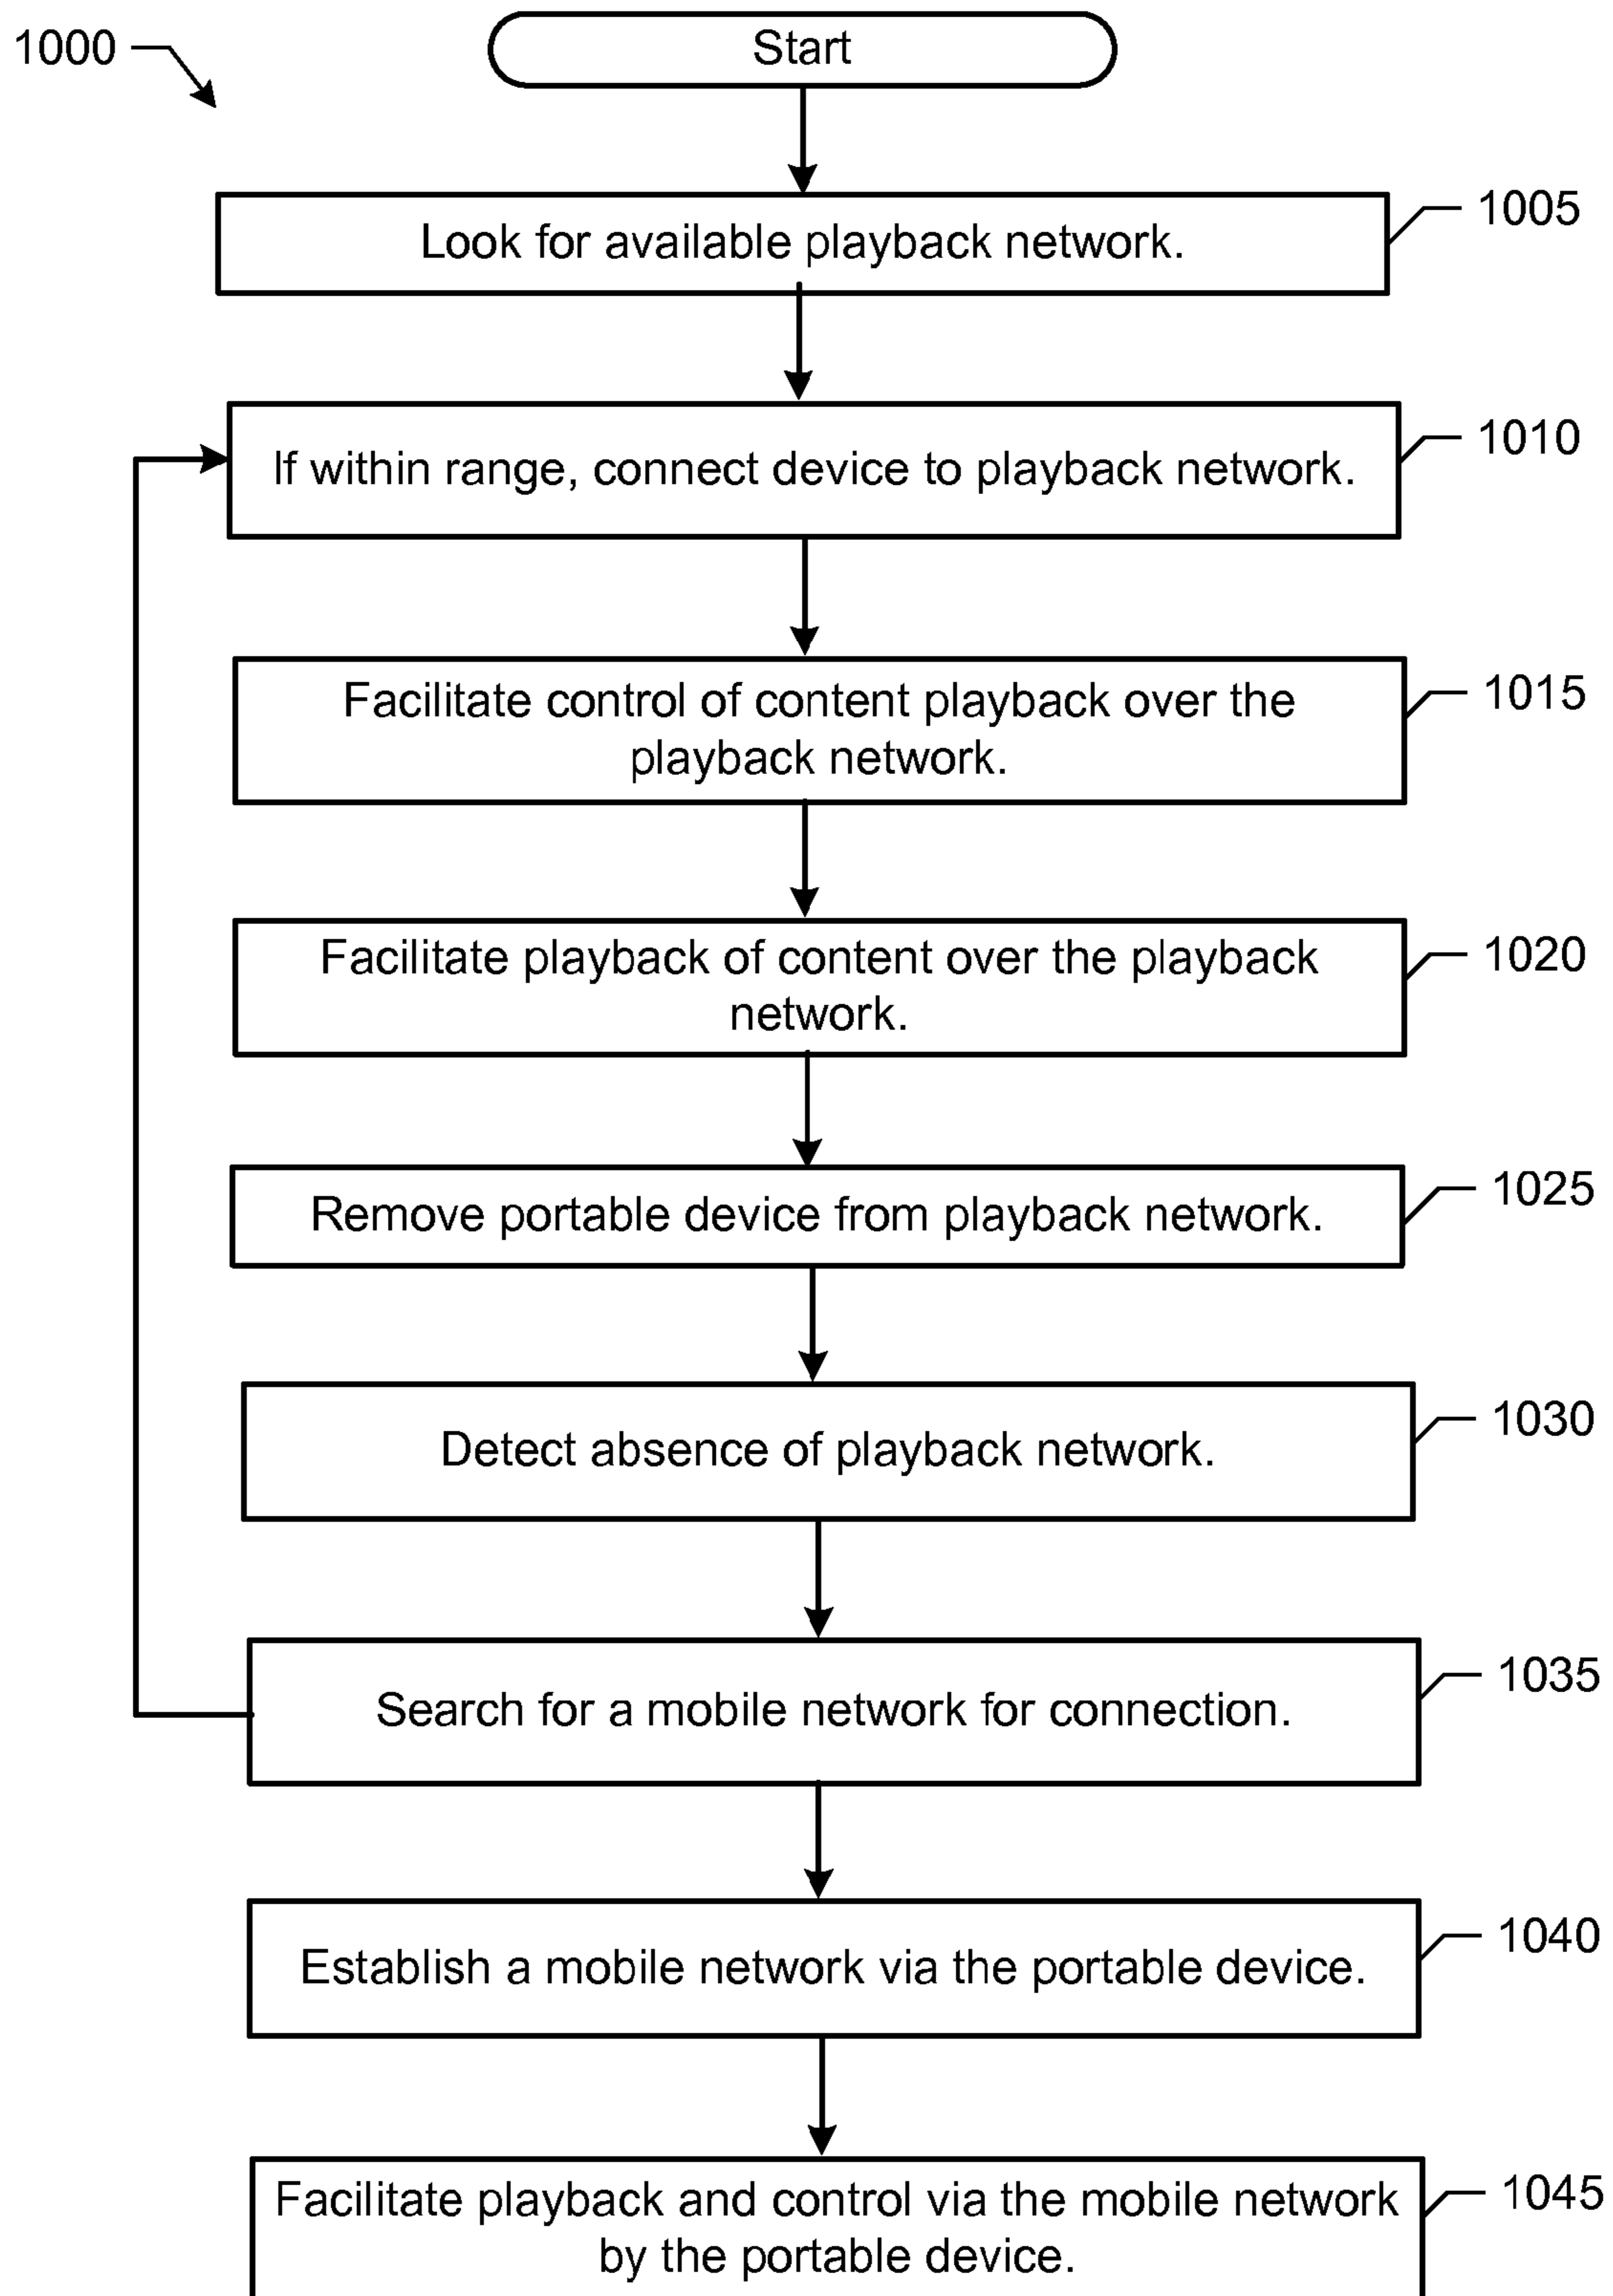 1000
Start
Look for available playback network.
1005
If within range, connect device to playback network.
1010
Facilitate control of content playback over the
playback network.
1015
Facilitate playback of content over the playback
network.
1020
Remove portable device from playback network.
1025
Detect absence of playback network.
1030
Search for a mobile network for connection.
1035
Establish a mobile network via the portable device.
1040
Facilitate playback and control via the mobile network
by the portable device.
1045